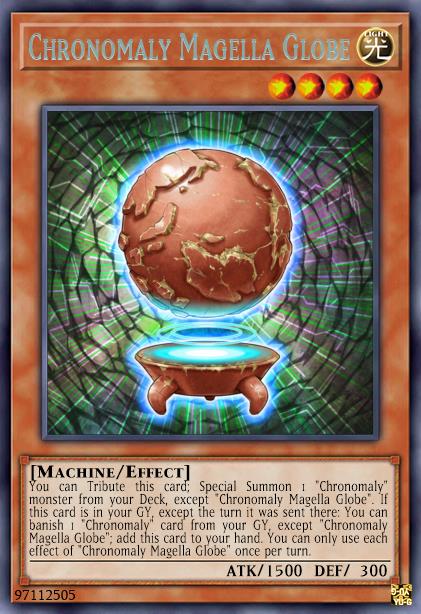 CHRONOMALY MAGELLA GLOBE
LIGHT
光
[MACHINE/EFFECT]
You can Tribute this card; Special Summon 1 "Chronomaly"
monster from your Deck, except "Chronomaly Magella Globe". If
this card is in your GY, except the turn it was sent there: You can
banish 1 "Chronomaly" card from your GY, except "Chronomaly
Magella Globe"; add this card to your hand. You can only use each
effect of "Chronomaly Magella Globe" once per turn.
ATK/1500 DEF/ 300
97112505